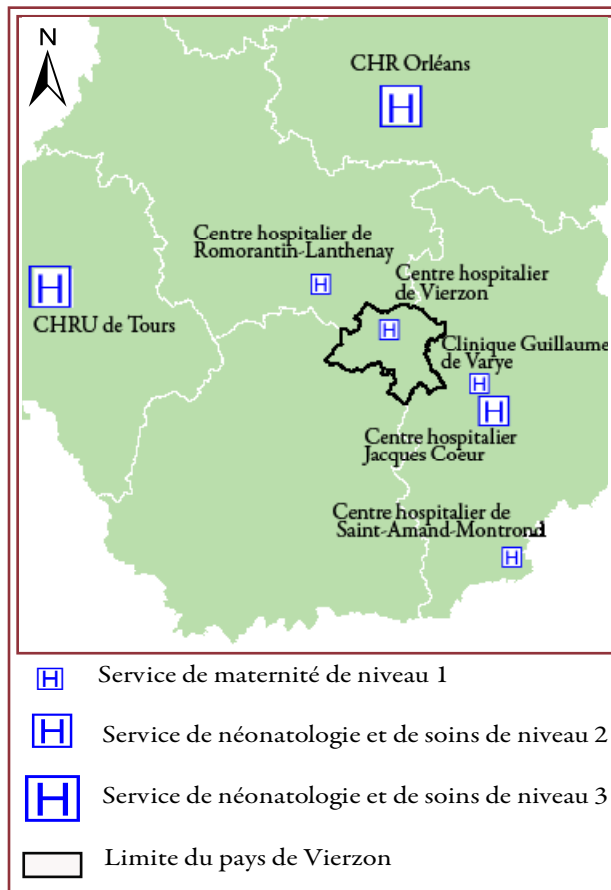 N
CHR Orléans
Centre hospitalier de
Romorantin-Lanthenay
Centre hospitalier
de Vierzon
CHRU de Tours
Clinique Guillaume
de Varye
Centre hospitalier
Jacques Coeur
Centre hospitalier de
Saint-Amand-Montrond
H Service de maternité de niveau 1
H Service de néonatologie et de soins de niveau 2
H Service de néonatologie et de soins de niveau 3
Limite du pays de Vierzon